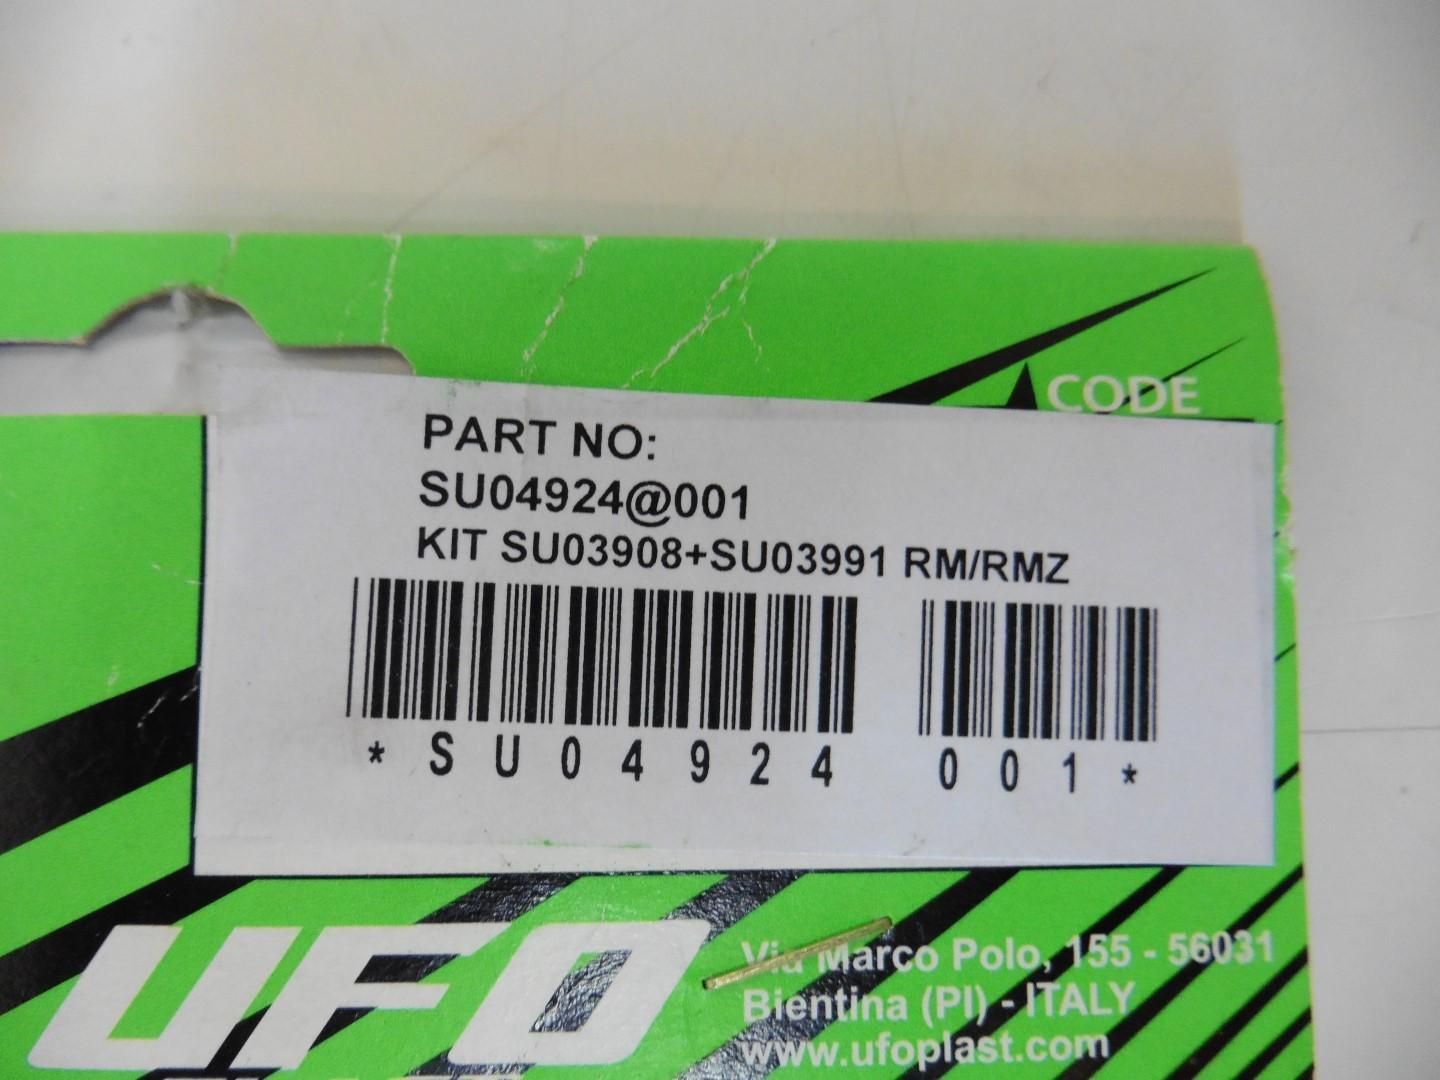 CODE
PART NO:
SU04924@001
KIT SU03908+SU03991 RM/RMZ
*SU04924 001*
UFO
Via Marco Polo, 155 - 56031
Bientina (PI) - ITALY
www.ufoplast.com